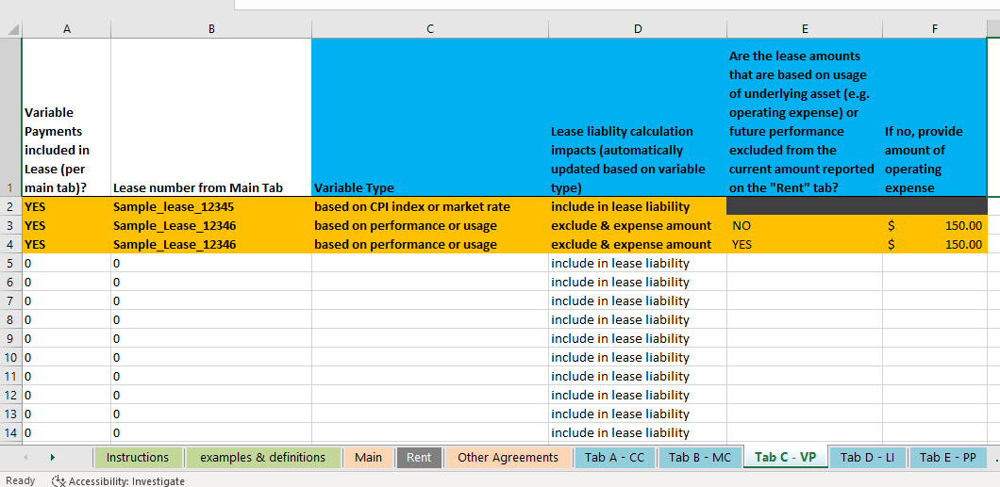 A B C D E F
1
Variable
Payments
included in
Lease (per
main tab)?
Lease number from Main Tab
Variable Type
Lease liablity calculation
impacts (automatically
updated based on variable
type)
Are the lease amounts
that are based on usage
of underlying asset (e.g.
operating expense) or
future performance
excluded from the
current amount reported
on the "Rent" tab?
If no, provide
amount of
operating
expense
2 YES Sample_lease_12345 based on CPI index or market rate include in lease liability
3 YES Sample_Lease_12346 based on performance or usage exclude & expense amount NO $ 150.00
4 YES Sample_Lease_12346 based on performance or usage exclude & expense amount YES $ 150.00
5 0 0 include in lease liability
6 0 0 include in lease liability
7 0 0 include in lease liability
8 0 0 include in lease liability
9 0 0 include in lease liability
10 0 0 include in lease liability
11 0 0 include in lease liability
12 0 0 include in lease liability
13 0 0 include in lease liability
14 0 0 include in lease liability
Instructions examples & definitions Main Rent Other Agreements Tab A - CC Tab B - MC Tab C - VP Tab D - LI Tab E - PP ...
Ready Accessibility: Investigate